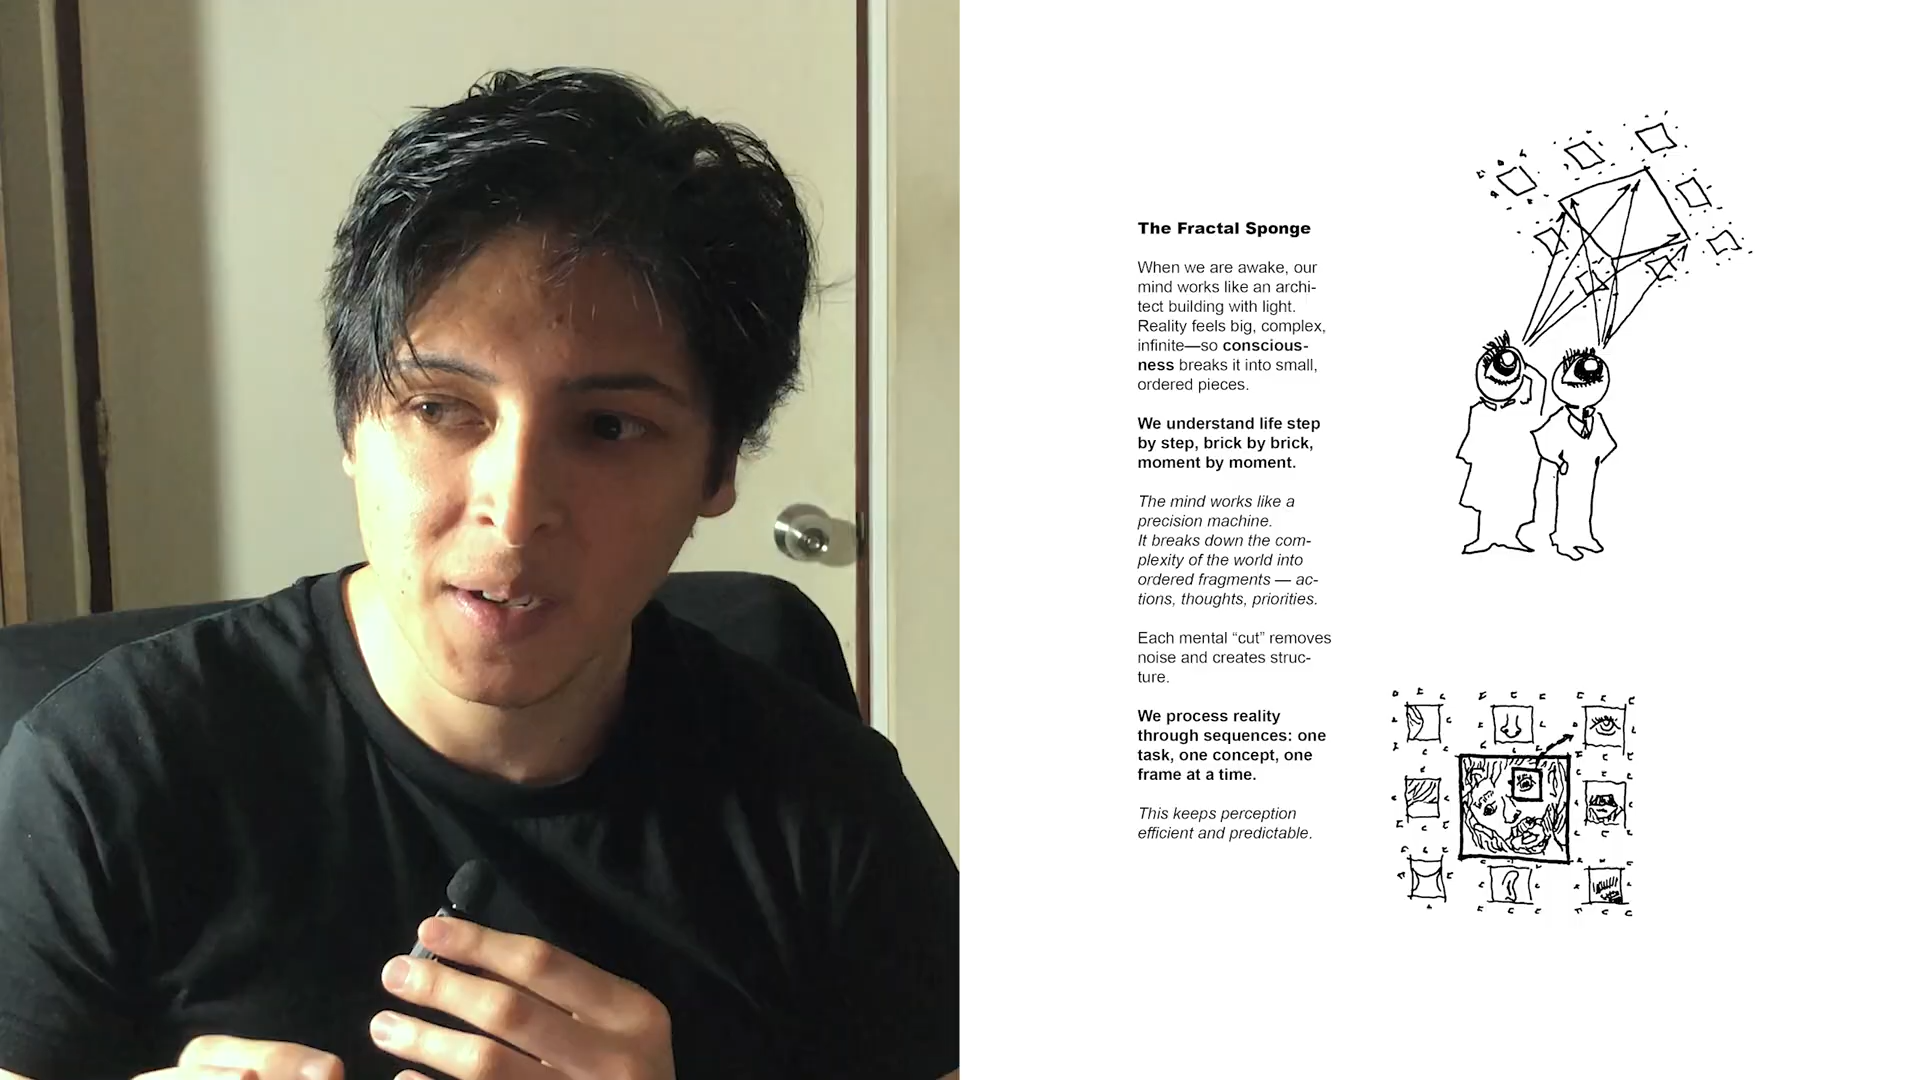 The Fractal Sponge
When we are awake, our
mind works like an archi-
tect building with light.
Reality feels big, complex,
infinite—so conscious-
ness breaks it into small,
ordered pieces.
We understand life step
by step, brick by brick,
moment by moment.
The mind works like a
precision machine.
It breaks down the com-
plexity of the world into
ordered fragments — ac-
tions, thoughts, priorities.
Each mental “cut” removes
noise and creates struc-
ture.
We process reality
through sequences: one
task, one concept, one
frame at a time.
This keeps perception
efficient and predictable.